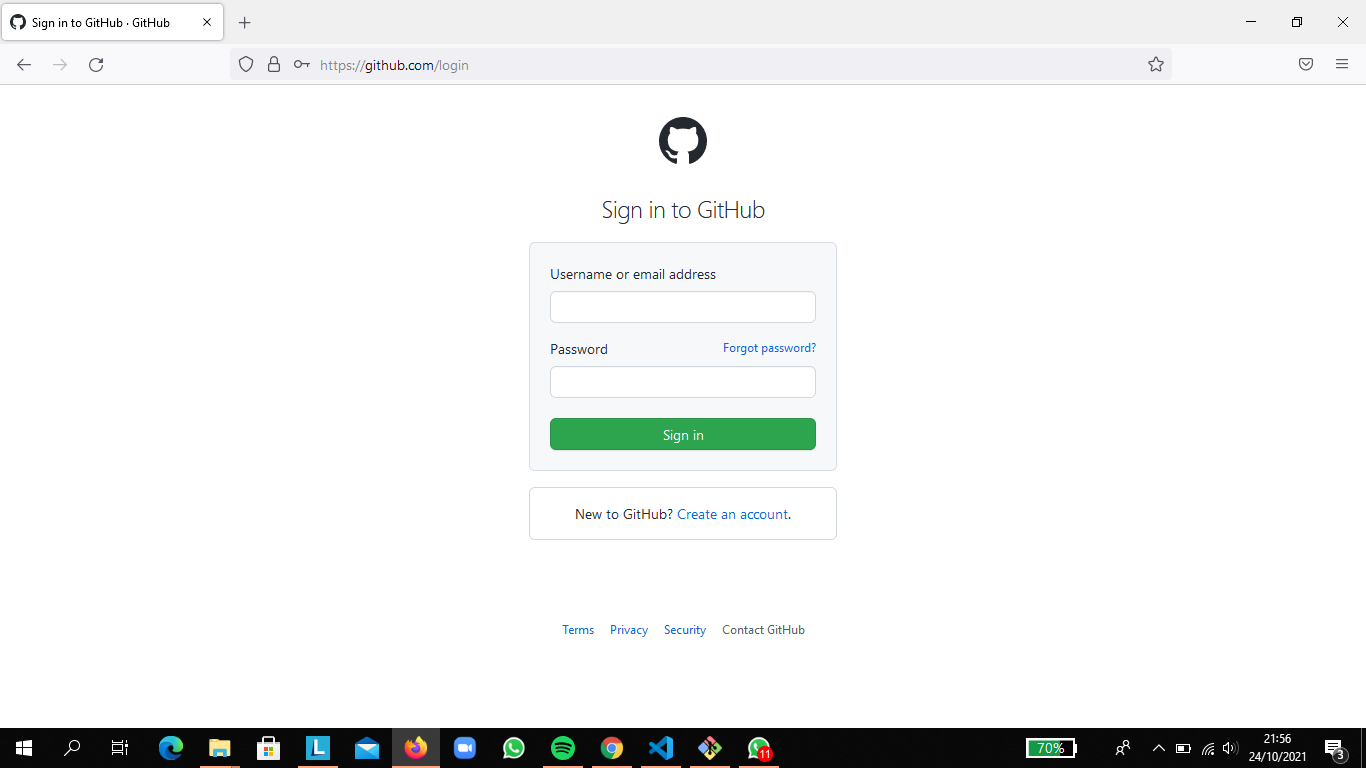 Sign in to GitHub · GitHub
https://github.com/login
Sign in to GitHub
Username or email address
Password
Forgot password?
Sign in
New to GitHub? Create an account.
Terms Privacy Security Contact GitHub
L
11
70%
21:56
24/10/2021
3